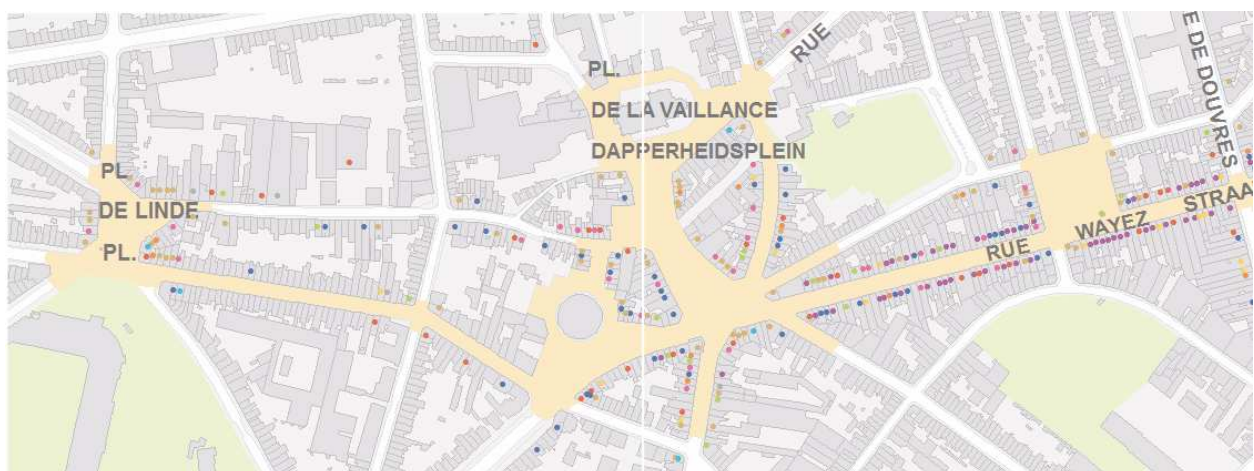 PL.
RUE
DE LA VAILLANCE
DAPPERHEIDSPLEIN
E DE DOUVRES
PL.
DE LINDE
PL.
RUE
WAYEZ
STRAA